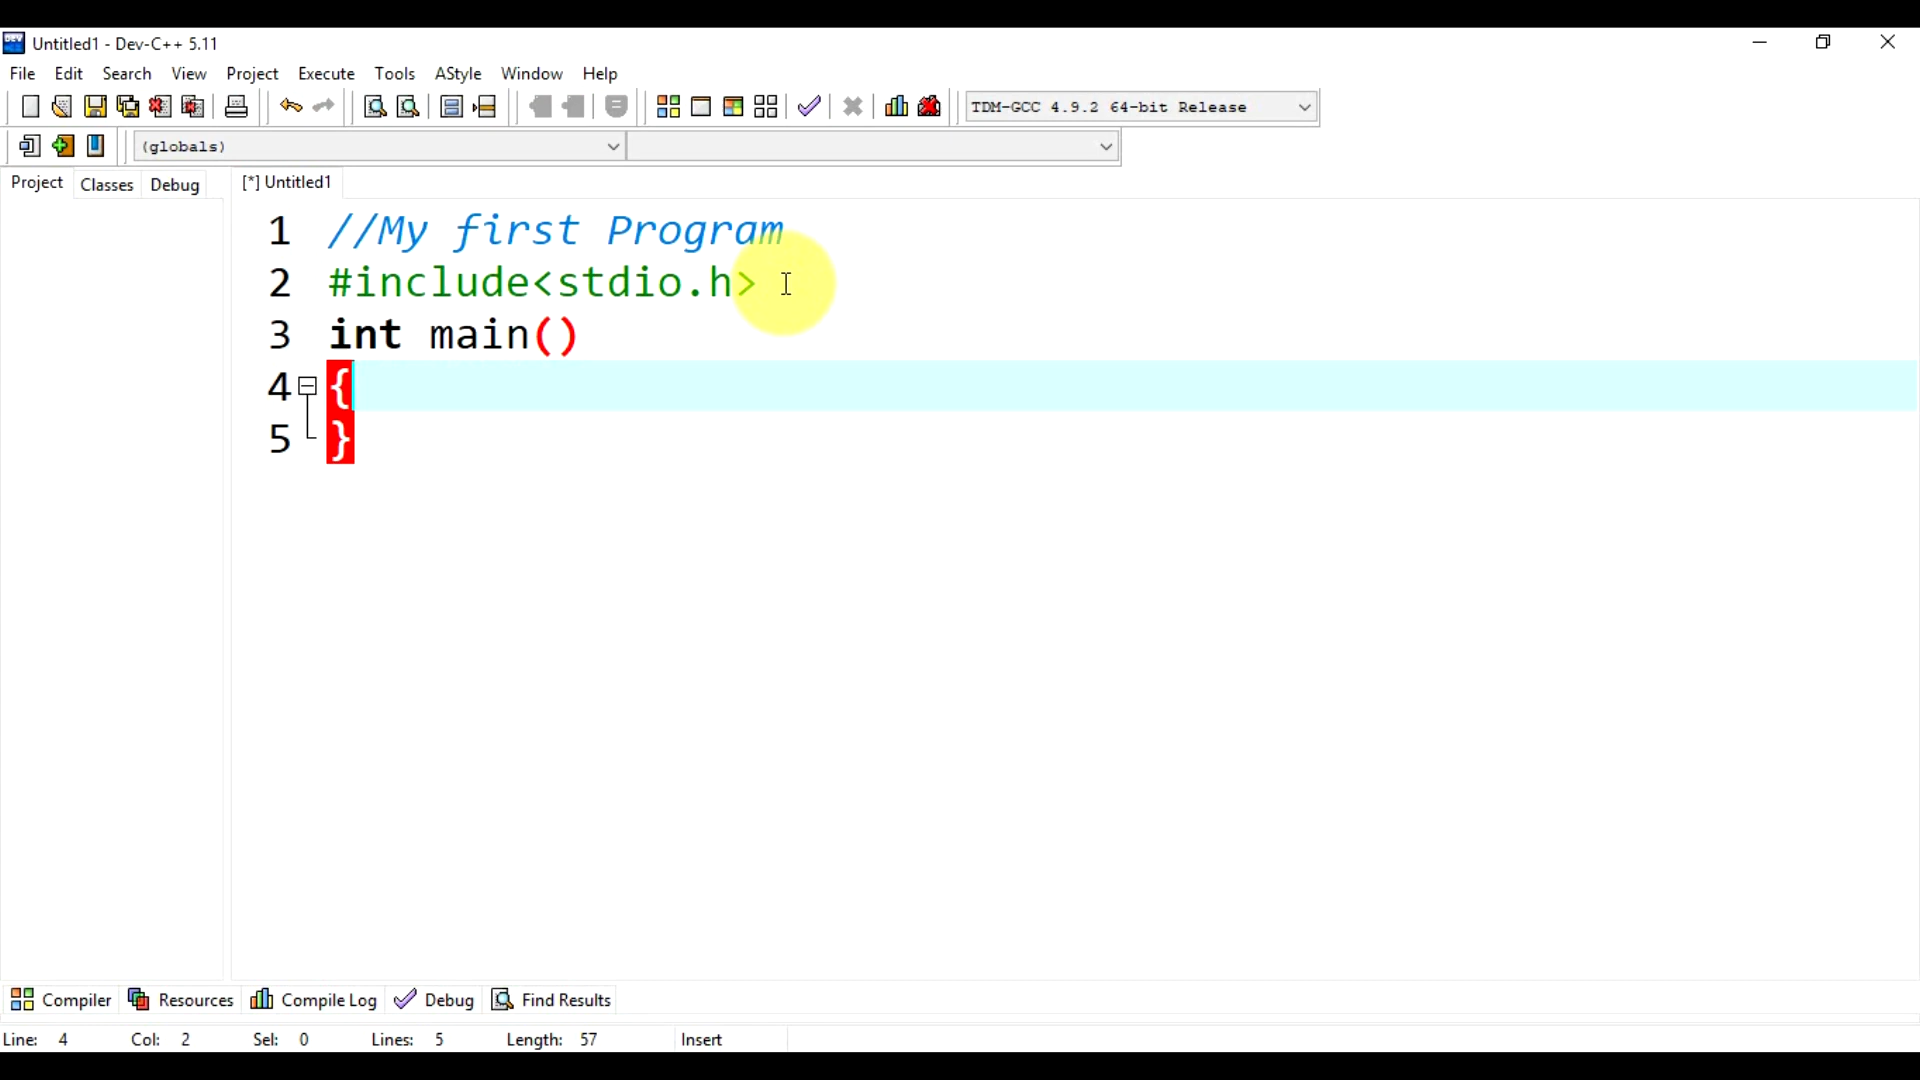 Untitled1 - Dev-C++ 5.11
File Edit Search View Project Execute Tools AStyle Window Help
TDM-GCC 4.9.2 64-bit Release
(globals)
Project Classes Debug [*] Untitled1
1 //My first Program
2 #include<stdio.h>
3 int main()
4 {
5 }
Compiler Resources Compile Log Debug Find Results
Line: 4 Col: 2 Sel: 0 Lines: 5 Length: 57 Insert